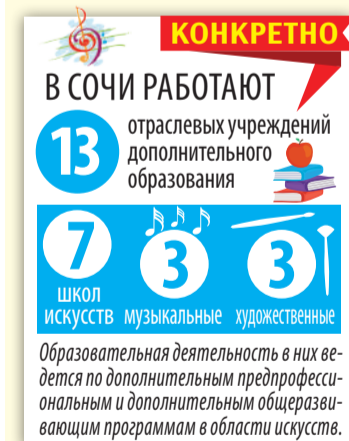 КОНКРЕТНО
В СОЧИ РАБОТАЮТ
13
отраслевых учреждений
дополнительного
образования
7
школ
искусств
3
музыкальные
3
художественные
Образовательная деятельность в них ве-
дется по дополнительным предпрофесси-
ональным и дополнительным общеразви-
вающим программам в области искусств.